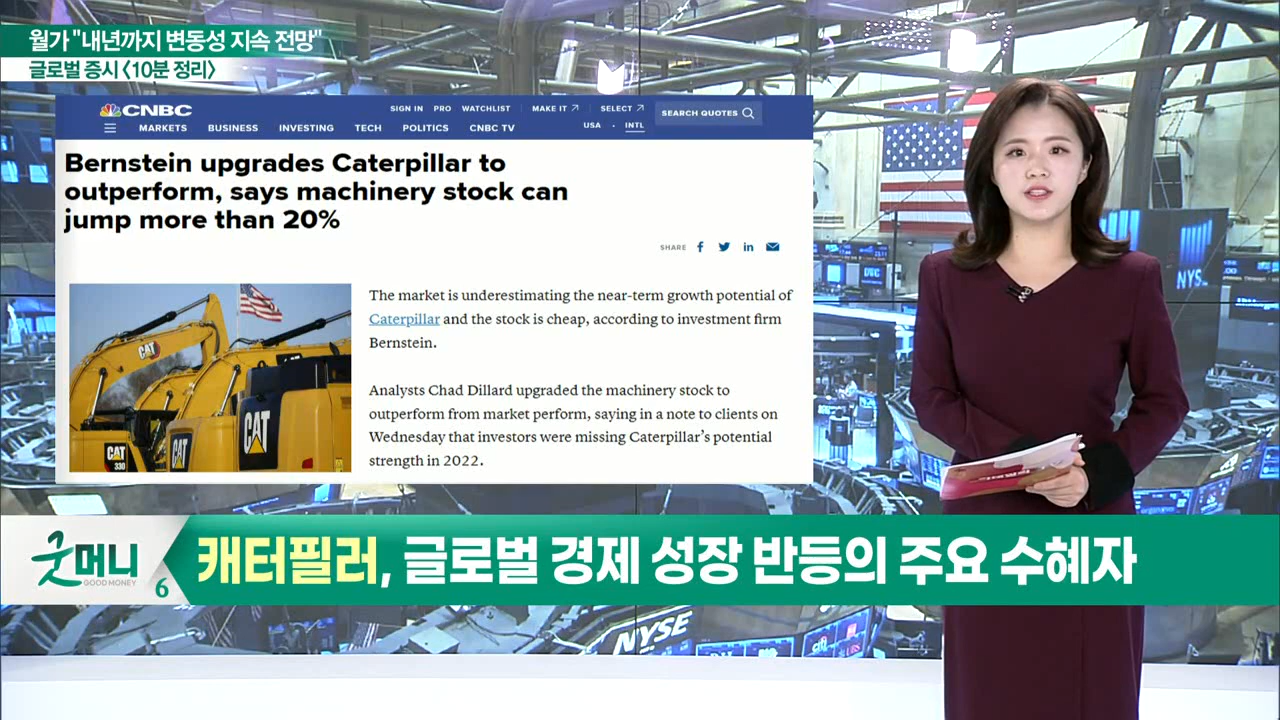 월가 "내년까지 변동성 지속 전망"
글로벌 증시 <10분 정리>
CNBC
SIGN IN PRO WATCHLIST MAKE IT SELECT SEARCH QUOTES
MARKETS BUSINESS INVESTING TECH POLITICS CNBC TV USA · INTL
Bernstein upgrades Caterpillar to
outperform, says machinery stock can
jump more than 20%
SHARE
The market is underestimating the near-term growth potential of
Caterpillar and the stock is cheap, according to investment firm
Bernstein.
Analysts Chad Dillard upgraded the machinery stock to
outperform from market perform, saying in a note to clients on
Wednesday that investors were missing Caterpillar's potential
strength in 2022.
CAT
CAT
330
CAT
CAT
NYS
굿머니
GOOD MONEY
6
캐터필러, 글로벌 경제 성장 반등의 주요 수혜자
NYSE
citi